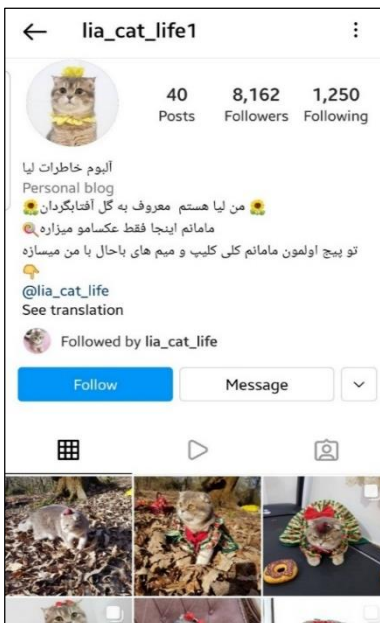 lia_cat_life1
40 8,162 1,250
Posts Followers Following
آلبوم خاطرات لیا
Personal blog
🌻 من لیا هستم معروف به گل آفتابگردان🌻
مامانم اینجا فقط عکسامو میزاره🍭
تو پیج اولمون مامانم کلی کلیپ و میم های باحال با من میسازه
👇
@lia_cat_life
See translation
Followed by lia_cat_life
Follow Message